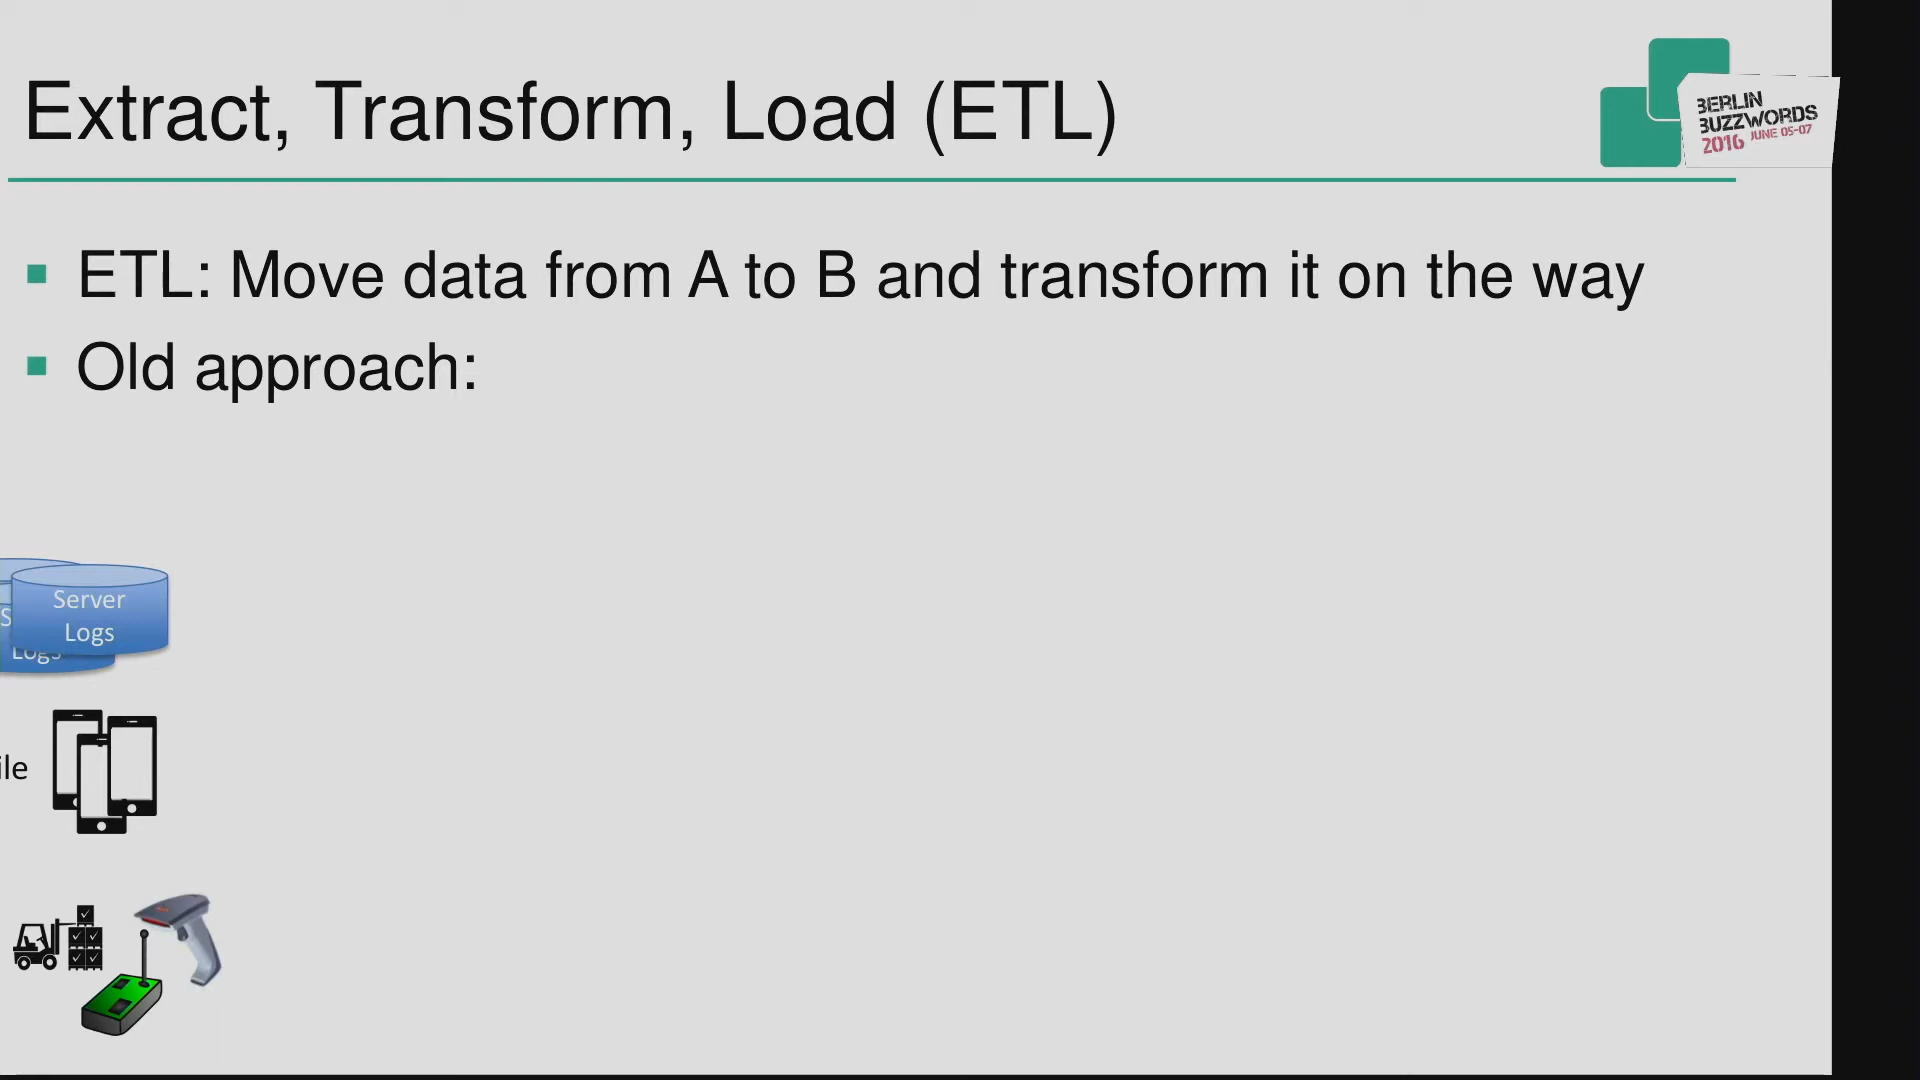 Extract, Transform, Load (ETL)
BERLIN
BUZZWORDS
2016 JUNE 05-07
ETL: Move data from A to B and transform it on the way
Old approach:
Server
Logs
Logs